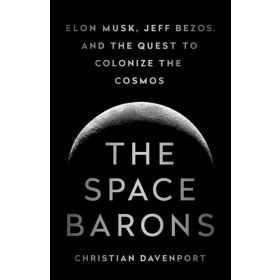 ELON MUSK, JEFF BEZOS,
AND THE QUEST TO
COLONIZE THE
COSMOS
THE
SPACE
BARONS
CHRISTIAN DAVENPORT